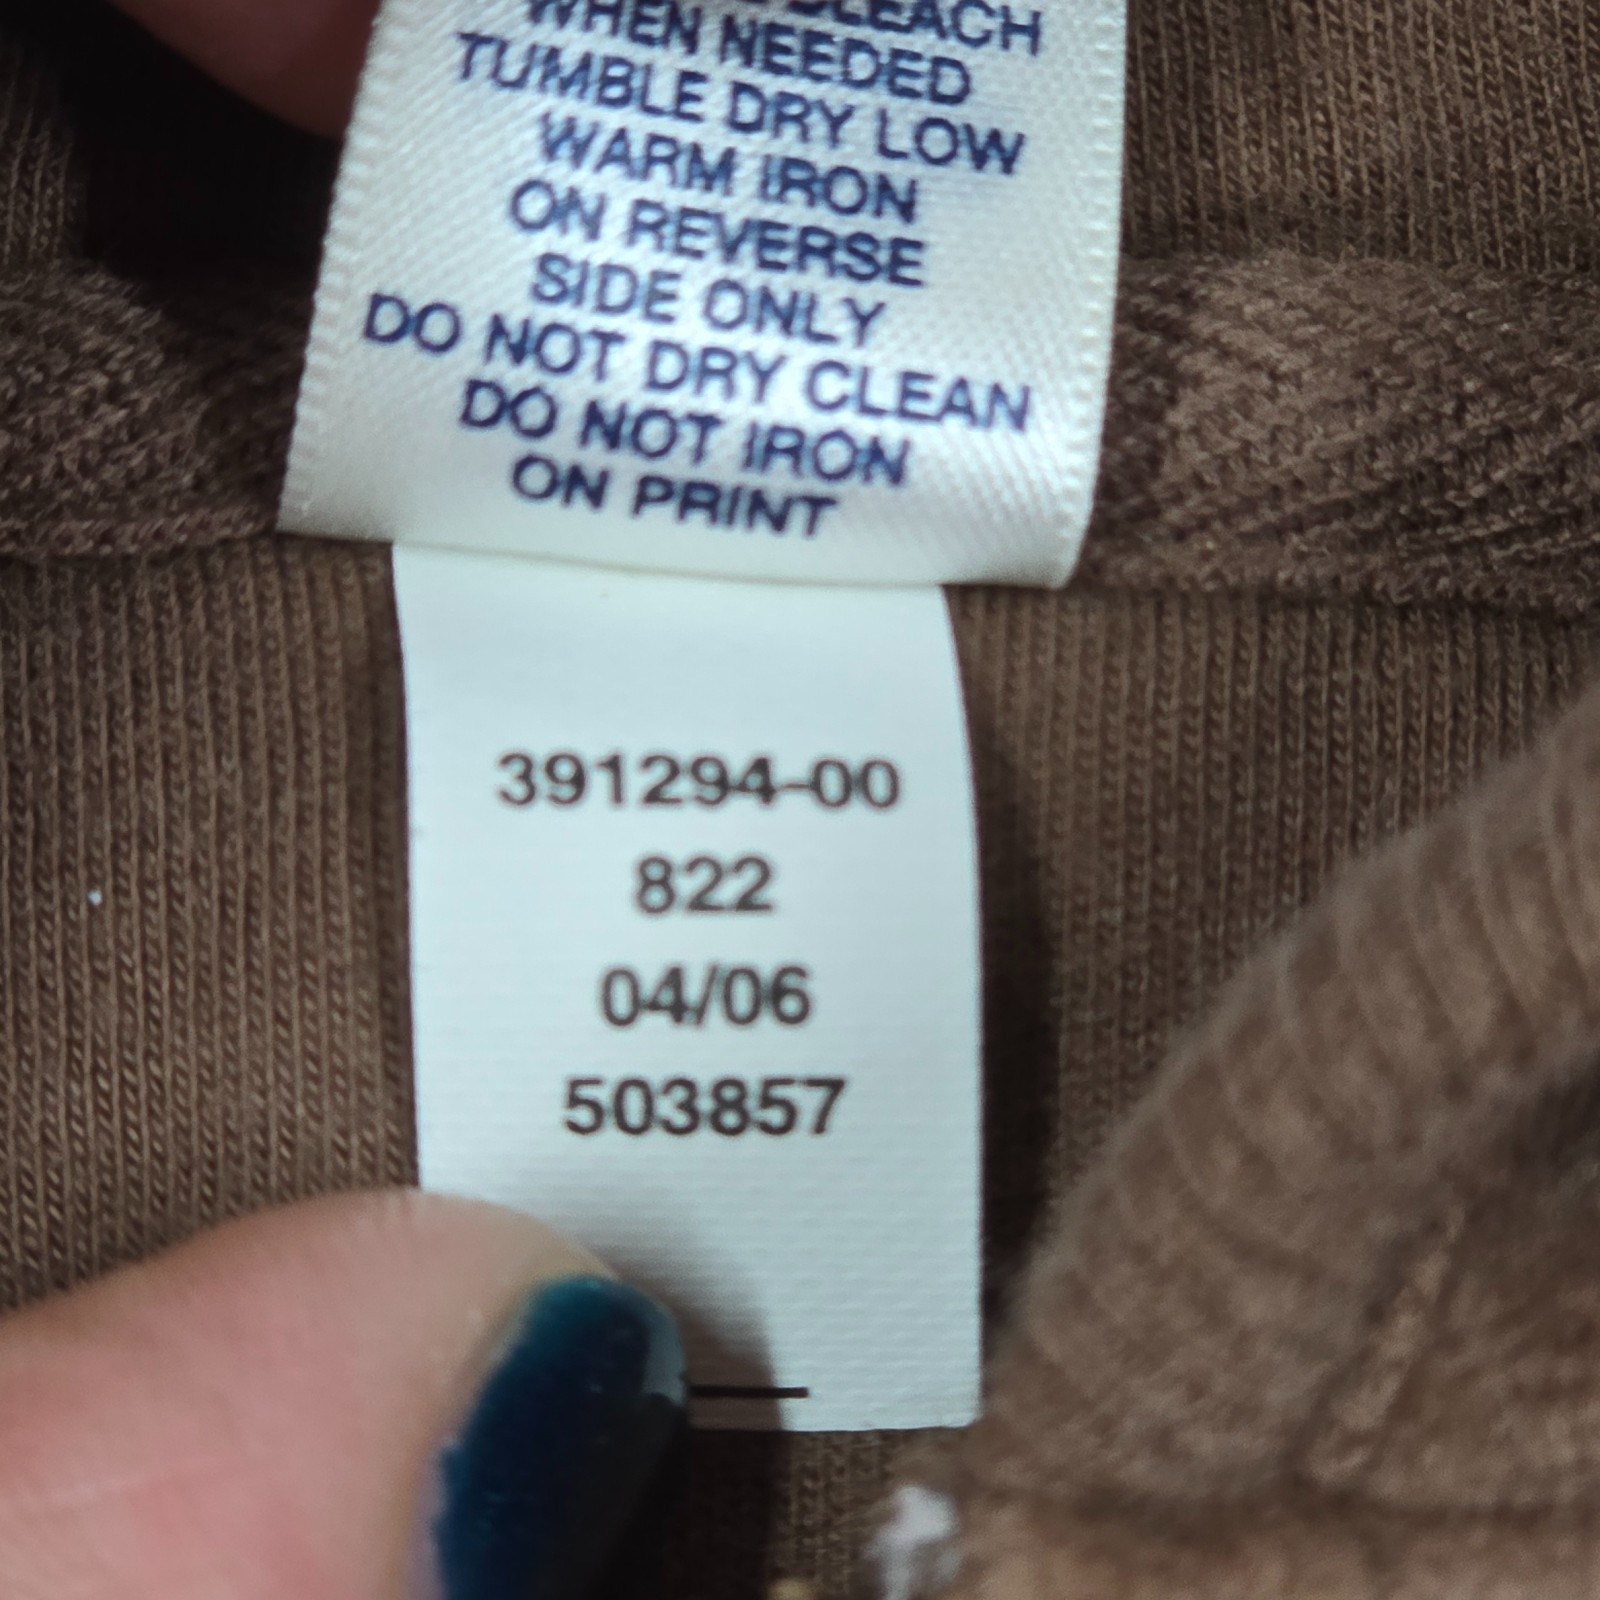 BLEACH
WHEN NEEDED
TUMBLE DRY LOW
WARM IRON
ON REVERSE
SIDE ONLY
DO NOT DRY CLEAN
DO NOT IRON
ON PRINT
391294-00
822
04/06
503857